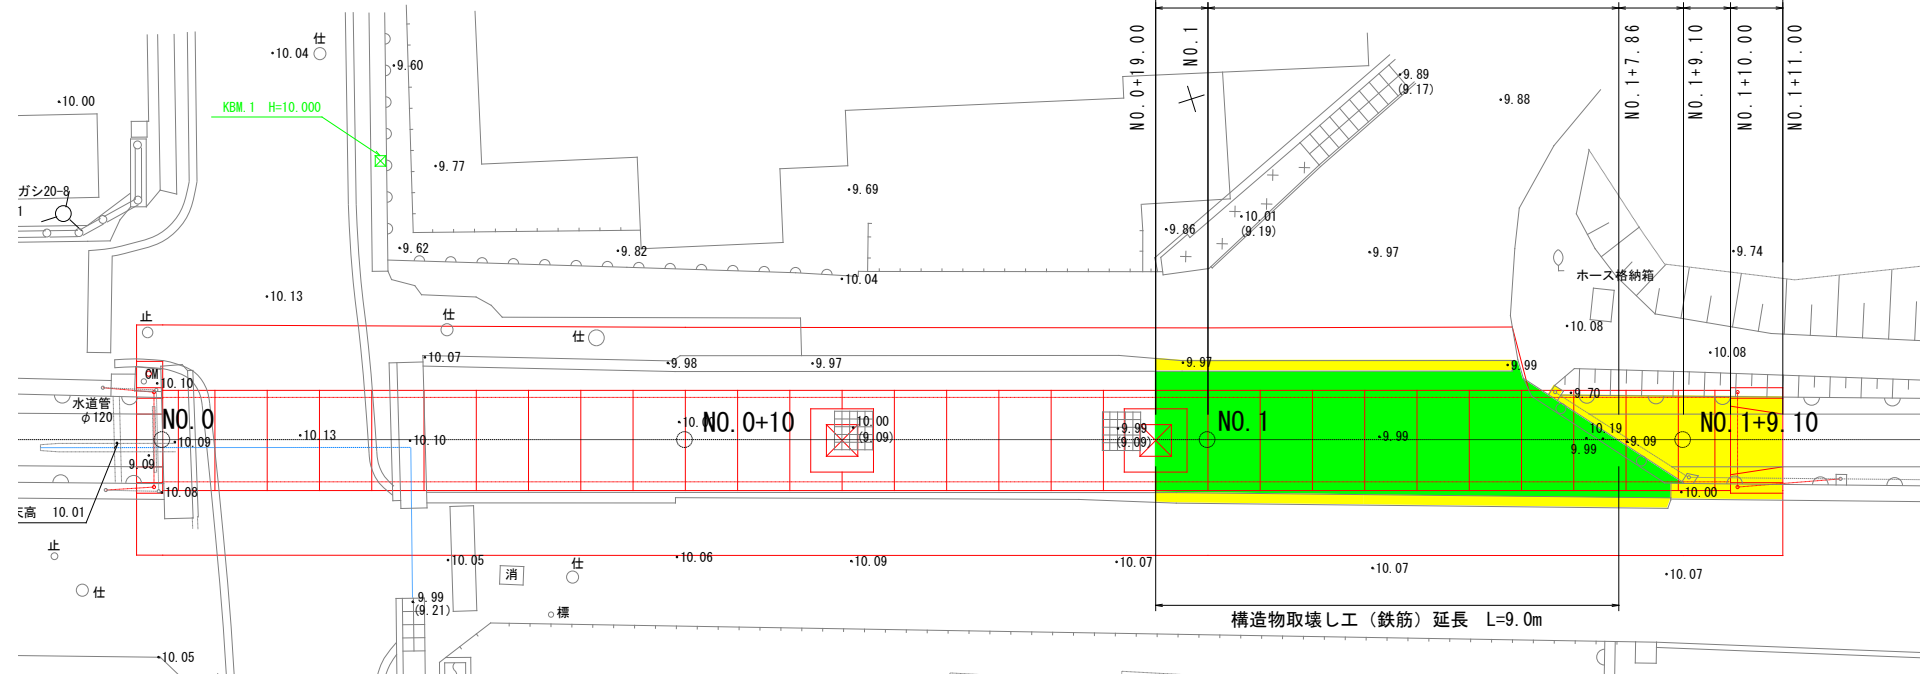 NO.0+19.00
NO.1
NO.1+7.86
NO.1+9.10
NO.1+10.00
NO.1+11.00
仕
10.04
9.60
9.89
(9.17)
9.88
10.00
KBM.1 H=10.000
9.77
9.69
ガシ20-8
1
10.01
(9.19)
9.86
9.62
9.82
9.97
9.74
10.04
ホース格納箱
10.13
止
仕
仕
10.08
10.08
10.07
9.98
9.97
9.97
9.99
CM
10.10
9.70
水道管
φ120
NO.0
NO.0+10
10.00
(9.09)
9.99
(9.09)
NO.1
NO.1+9.10
10.09
10.13
10.10
9.99
10.19
9.99
9.09
9.09
10.08
10.00
天高 10.01
止
10.05
10.06
10.09
10.07
10.07
10.07
仕
消
仕
9.99
(9.21)
標
構造物取壊し工（鉄筋）延長 L=9.0m
10.05